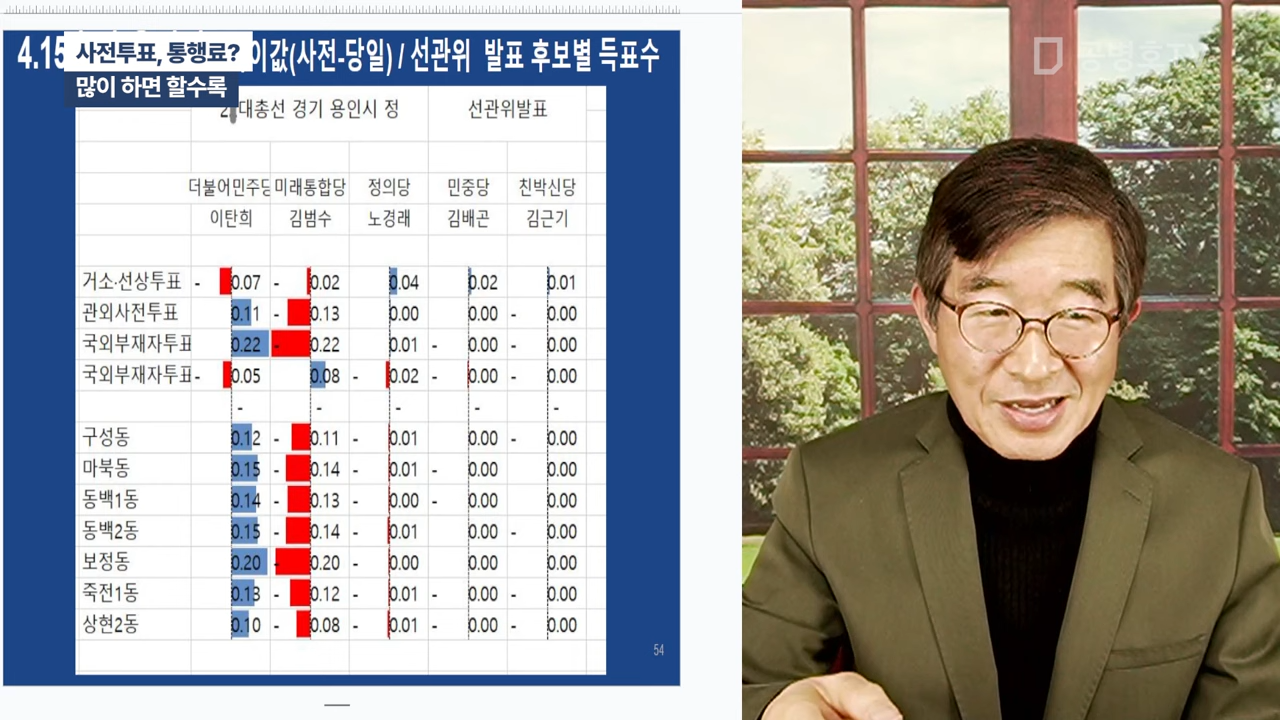 4.15
사전투표, 통행료?
이값(사전-당일) / 선관위 발표 후보별 득표수
많이 하면 할수록
대총선 경기 용인시 정 선관위발표
더불어민주당 미래통합당 정의당 민중당 친박신당
이탄희 김범수 노경래 김배곤 김근기
거소·선상투표 - 0.07 - 0.02 0.04 0.02 0.01
관외사전투표 0.11 - 0.13 0.00 0.00 - 0.00
국외부재자투표 0.22 - 0.22 0.01 - 0.00 - 0.00
국외부재자투표 - 0.05 0.08 - 0.02 - 0.00 - 0.00
- - - - -
구성동 0.12 - 0.11 - 0.01 0.00 - 0.00
마북동 0.15 - 0.14 - 0.01 - 0.00 0.00
동백1동 0.14 - 0.13 - 0.00 - 0.00 0.00
동백2동 0.15 - 0.14 - 0.01 0.00 - 0.00
보정동 0.20 - 0.20 - 0.00 0.00 0.00
죽전1동 0.13 - 0.12 - 0.01 - 0.00 - 0.00
상현2동 0.10 - 0.08 - 0.01 - 0.00 - 0.00
54
공병호TV